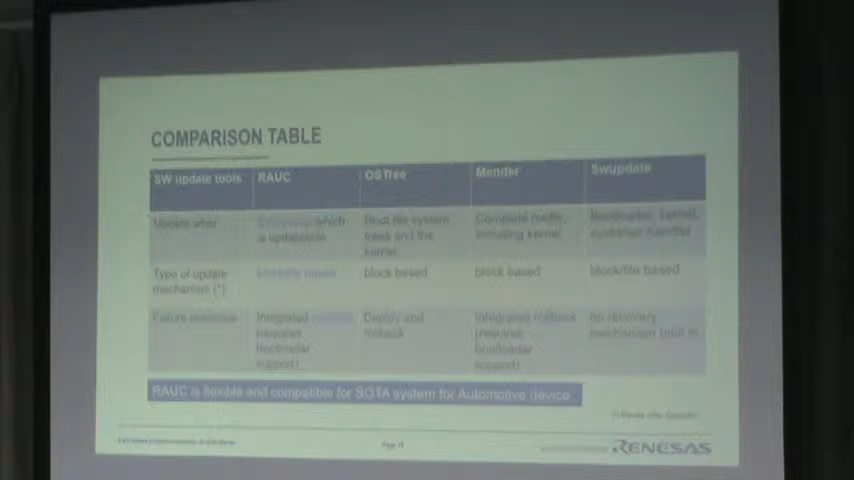 COMPARISON TABLE
SW update tools RAUC OSTree Mender Swupdate
Update what Everything which is updatable Root file system trees and the kernel. Complete rootfs, including kernel Bootloader, kernel, customer handler
Type of update mechanism (*) block based block based block/file based
Failure resilience Integrated (requires bootloader support) Deploy and rollback Integrated rollback (requires bootloader support) no recovery mechanism built in
RAUC is flexible and compatible for SOTA system for Automotive device
Page
RENESAS